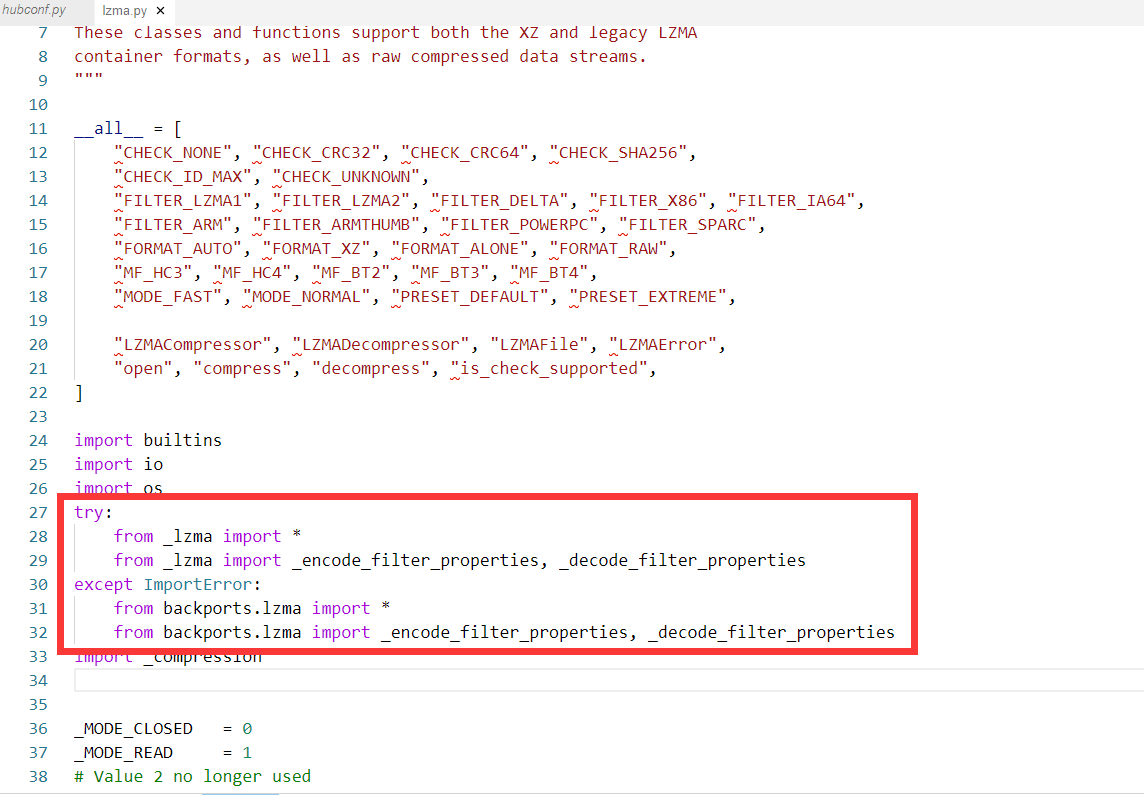 hubconf.py lzma.py ×
7 These classes and functions support both the XZ and legacy LZMA
8 container formats, as well as raw compressed data streams.
9 """
10
11 __all__ = [
12 "CHECK_NONE", "CHECK_CRC32", "CHECK_CRC64", "CHECK_SHA256",
13 "CHECK_ID_MAX", "CHECK_UNKNOWN",
14 "FILTER_LZMA1", "FILTER_LZMA2", "FILTER_DELTA", "FILTER_X86", "FILTER_IA64",
15 "FILTER_ARM", "FILTER_ARMTHUMB", "FILTER_POWERPC", "FILTER_SPARC",
16 "FORMAT_AUTO", "FORMAT_XZ", "FORMAT_ALONE", "FORMAT_RAW",
17 "MF_HC3", "MF_HC4", "MF_BT2", "MF_BT3", "MF_BT4",
18 "MODE_FAST", "MODE_NORMAL", "PRESET_DEFAULT", "PRESET_EXTREME",
19
20 "LZMACompressor", "LZMADecompressor", "LZMAFile", "LZMAError",
21 "open", "compress", "decompress", "is_check_supported",
22 ]
23
24 import builtins
25 import io
26 import os
27 try:
28 from _lzma import *
29 from _lzma import _encode_filter_properties, _decode_filter_properties
30 except ImportError:
31 from backports.lzma import *
32 from backports.lzma import _encode_filter_properties, _decode_filter_properties
33 import _compression
34
35
36 _MODE_CLOSED = 0
37 _MODE_READ = 1
38 # Value 2 no longer used